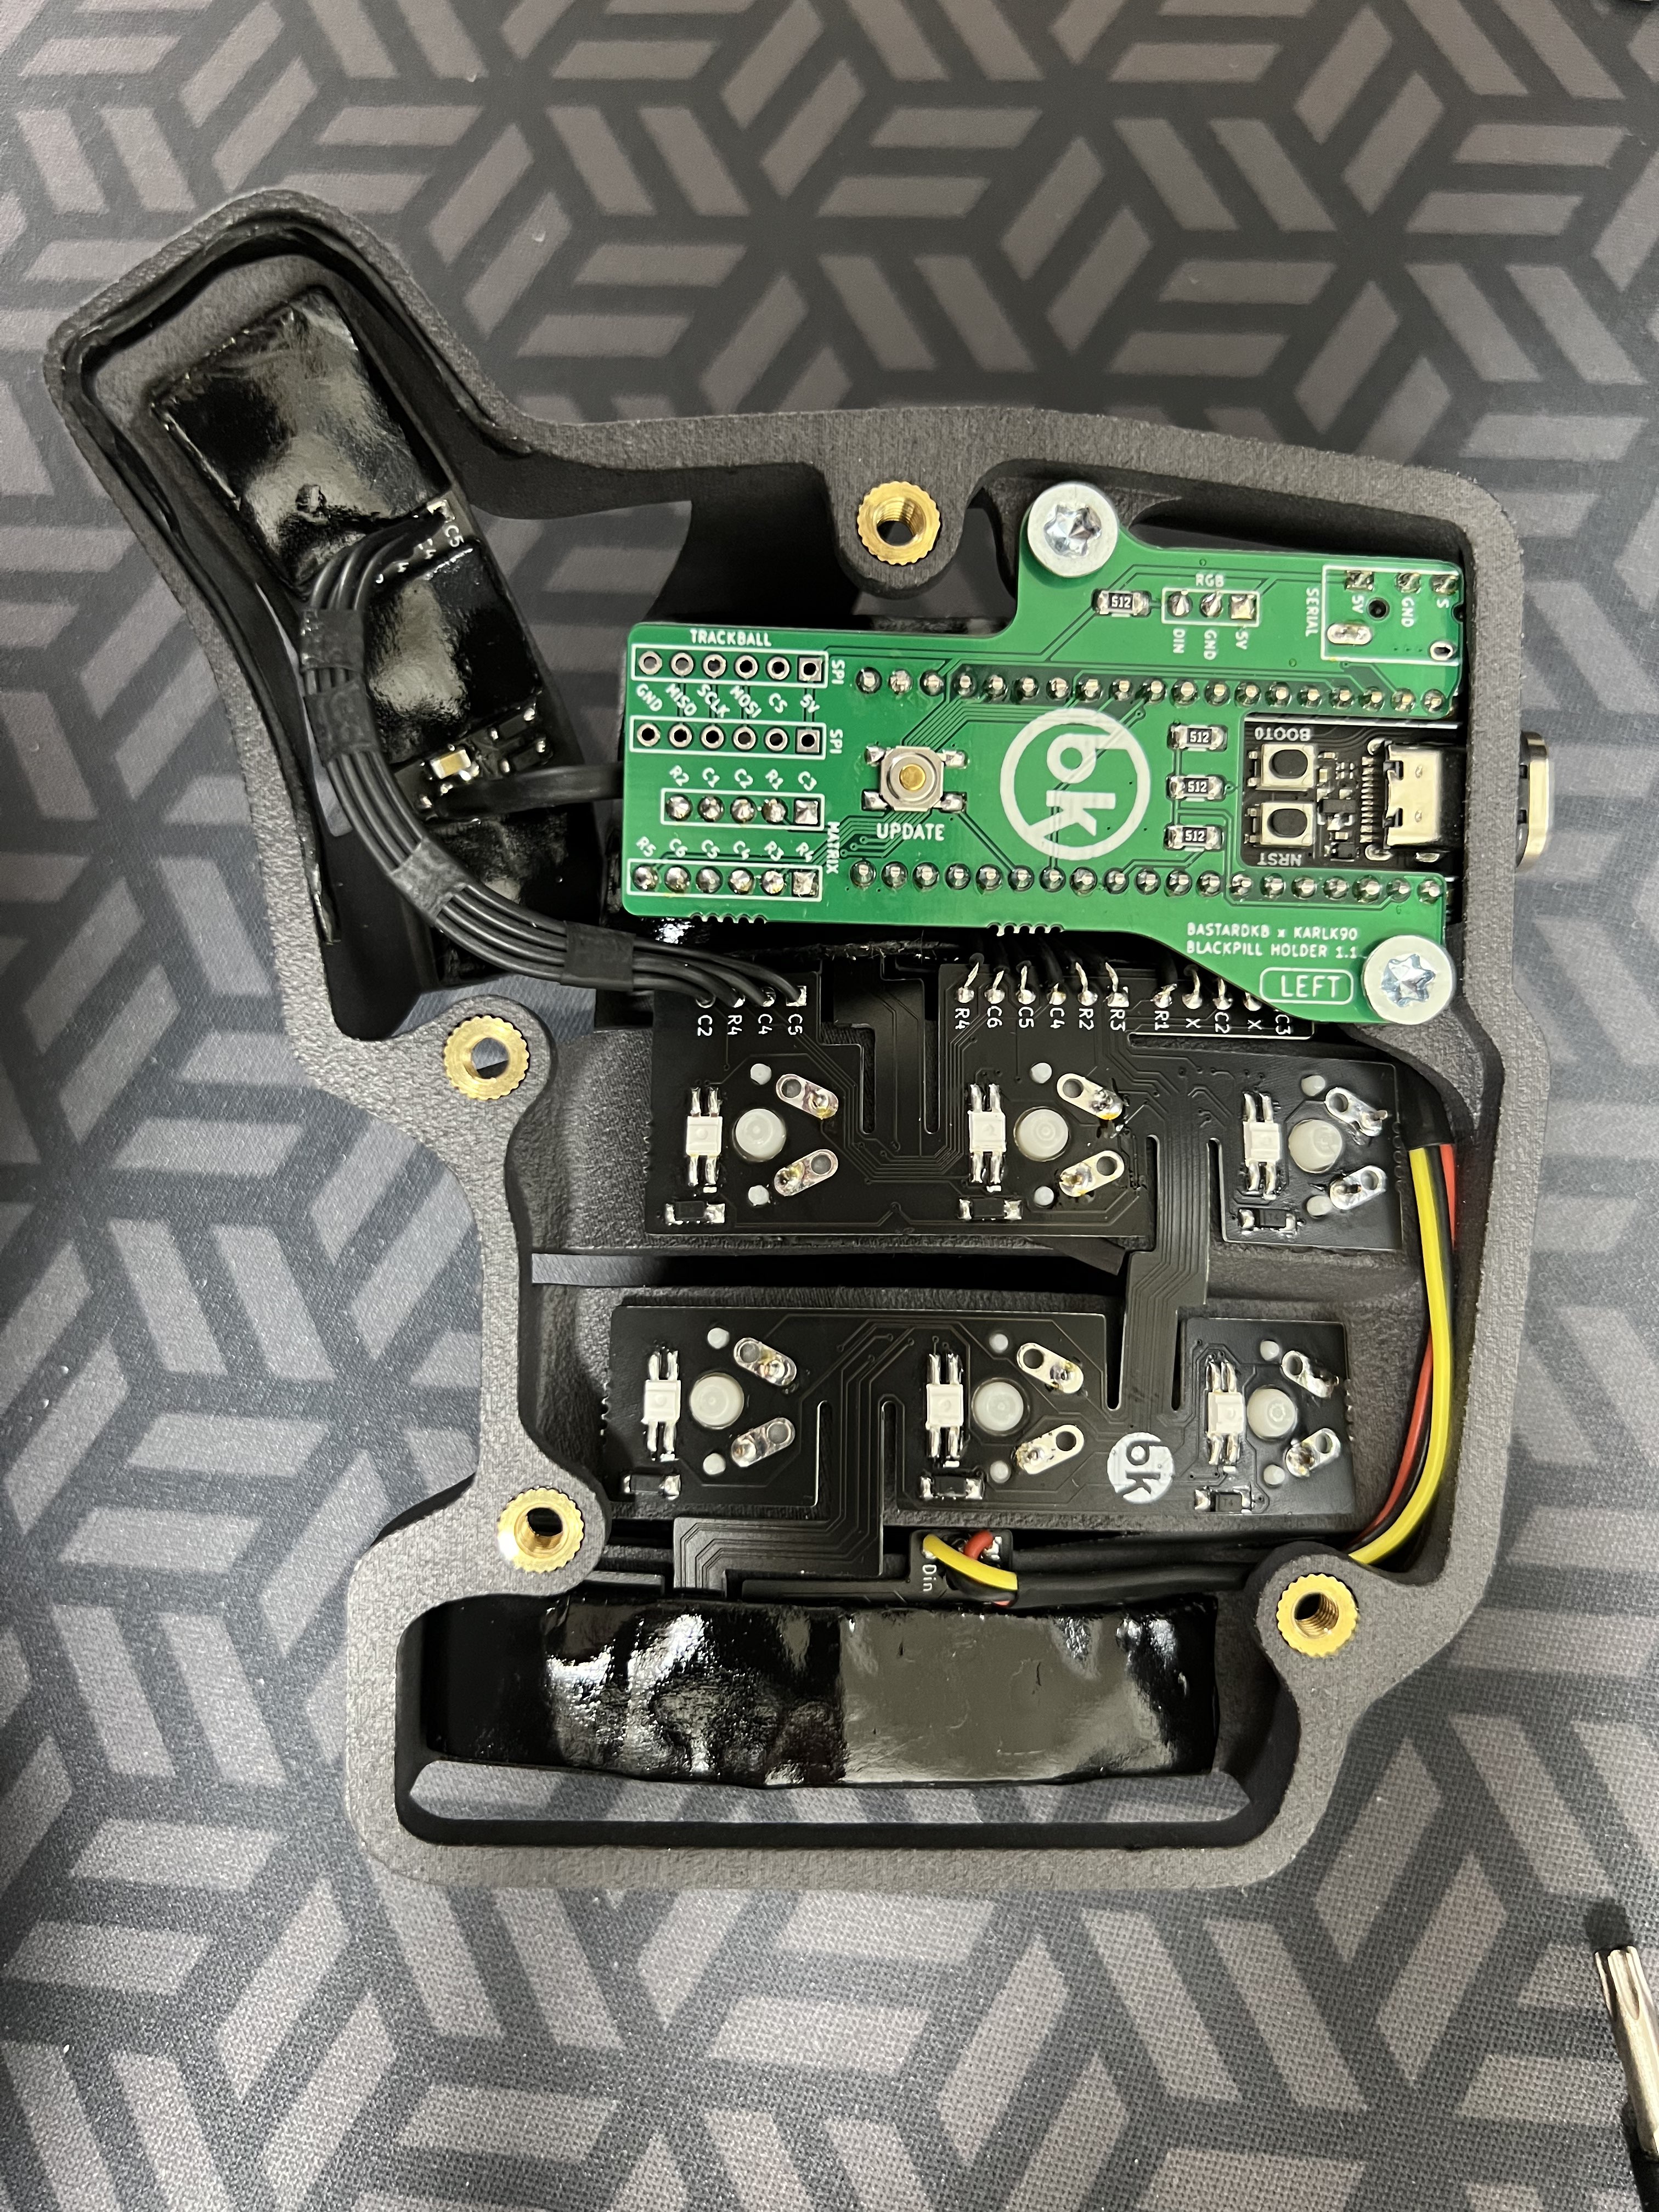 C5
RGB
512
DIN
GND
5V
SERIAL
5V
GND
S
TRACKBALL
SPI
GND
MISO
SCLK
MOSI
CS
5V
SPI
R2
C1
C2
R1
C3
MATRIX
R5
C6
C5
C4
R3
R4
UPDATE
bk
512
512
512
BOOT0
NRST
BASTARDKB x KARLK90
BLACKPILL HOLDER 1.1
LEFT
C2
R4
C4
C5
R4
C6
C5
C4
R2
R3
R1
X
C2
X
C3
bk
Din